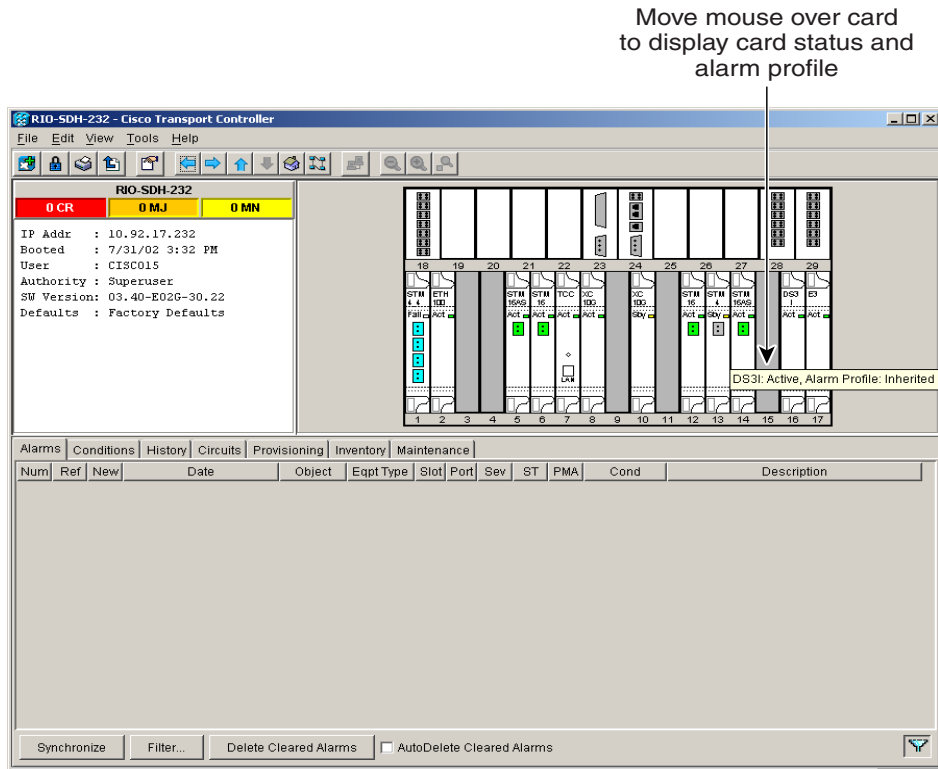 Move mouse over card
to display card status and
alarm profile
RIO-SDH-232 - Cisco Transport Controller
File Edit View Tools Help
RIO-SDH-232
0 CR 0 MJ 0 MN
IP Addr : 10.92.17.232
Booted : 7/31/02 3:32 PM
User : CISCO15
Authority : Superuser
SW Version: 03.40-E02G-30.22
Defaults : Factory Defaults
18 19 20 21 22 23 24 25 26 27 28 29
STM ETH STM STM TCC XC XC STM STM STM DS3 E3
4 4 100 16AS 16 10G 10G 16 4 16AS I
Fail Act Act Act Act Act Sby Act Sby Act Act Act
LAN
DS3I: Active, Alarm Profile: Inherited
1 2 3 4 5 6 7 8 9 10 11 12 13 14 15 16 17
Alarms Conditions History Circuits Provisioning Inventory Maintenance
Num Ref New Date Object Eqpt Type Slot Port Sev ST PMA Cond Description
Synchronize Filter... Delete Cleared Alarms AutoDelete Cleared Alarms